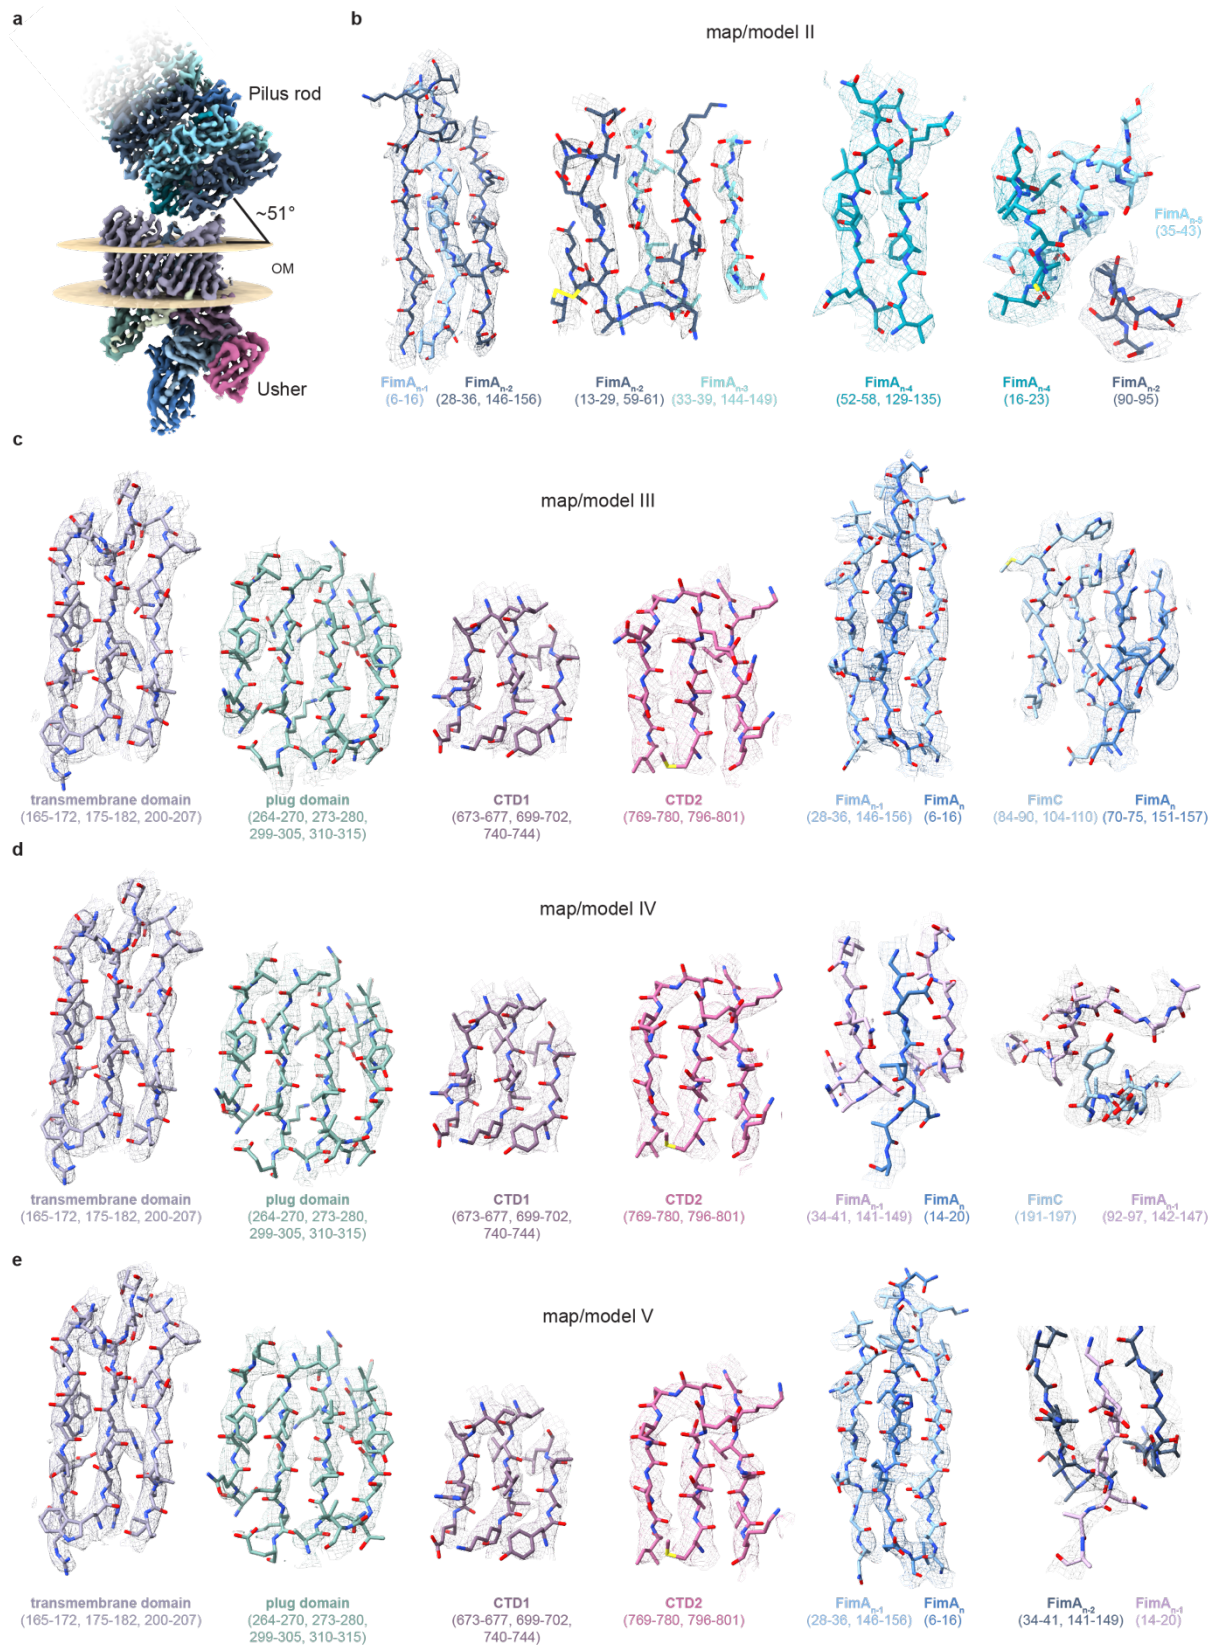 a
Pilus rod
~51°
OM
Usher
b
map/model II
FimAn-1
(6-16)
FimAn-2
(28-36, 146-156)
FimAn-2
(13-29, 59-61)
FimAn-3
(33-39, 144-149)
FimAn-4
(52-58, 129-135)
FimAn-4
(16-23)
FimAn-5
(35-43)
FimAn-2
(90-95)
c
map/model III
transmembrane domain
(165-172, 175-182, 200-207)
plug domain
(264-270, 273-280,
299-305, 310-315)
CTD1
(673-677, 699-702,
740-744)
CTD2
(769-780, 796-801)
FimAn-1
(28-36, 146-156)
FimAn
(6-16)
FimC
(84-90, 104-110)
FimAn
(70-75, 151-157)
d
map/model IV
transmembrane domain
(165-172, 175-182, 200-207)
plug domain
(264-270, 273-280,
299-305, 310-315)
CTD1
(673-677, 699-702,
740-744)
CTD2
(769-780, 796-801)
FimAn-1
(34-41, 141-149)
FimAn
(14-20)
FimC
(191-197)
FimAn-1
(92-97, 142-147)
e
map/model V
transmembrane domain
(165-172, 175-182, 200-207)
plug domain
(264-270, 273-280,
299-305, 310-315)
CTD1
(673-677, 699-702,
740-744)
CTD2
(769-780, 796-801)
FimAn-1
(28-36, 146-156)
FimAn
(6-16)
FimAn-2
(34-41, 141-149)
FimAn-1
(14-20)